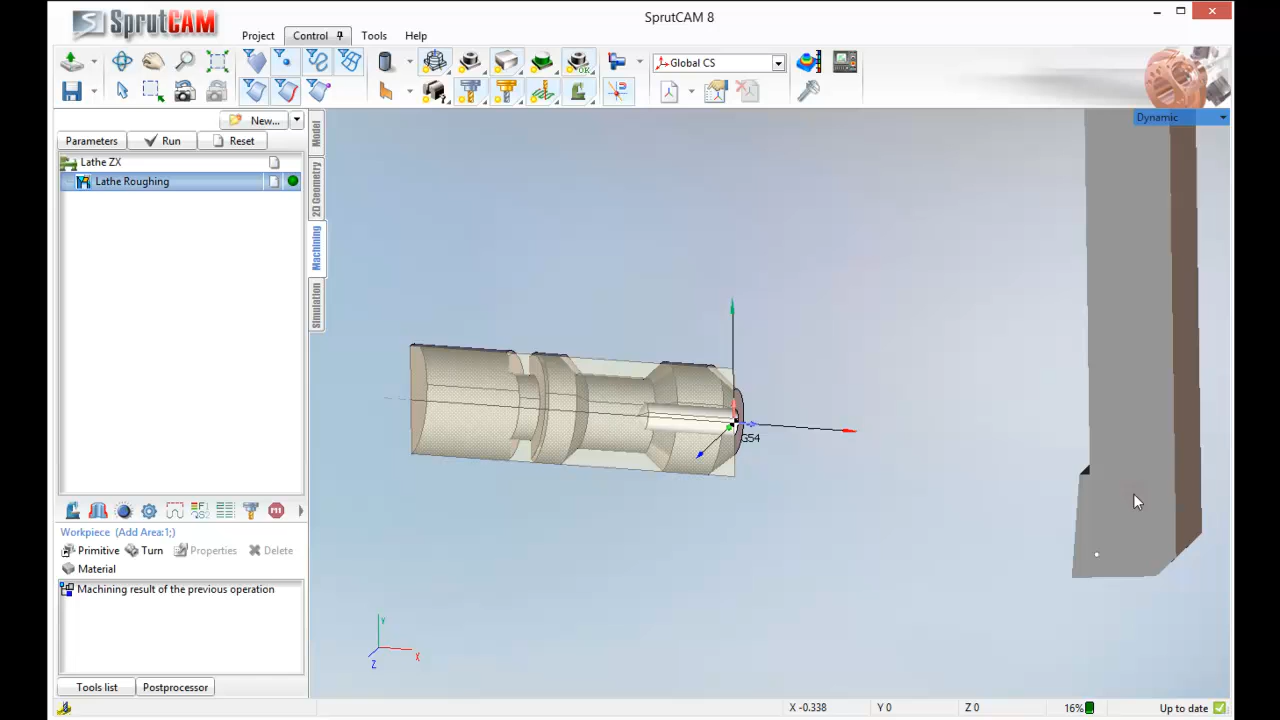 SprutCAM 8
SprutCAM
Project Control Tools Help
Global CS
New...
Parameters Run Reset
Lathe ZX
Lathe Roughing
Model
2D Geometry
Machining
Simulation
Dynamic
G54
Workpiece (Add Area:1;)
Primitive Turn Properties Delete
Material
Machining result of the previous operation
Tools list Postprocessor
Y
X
Z
X -0.338 Y 0 Z 0 16% Up to date